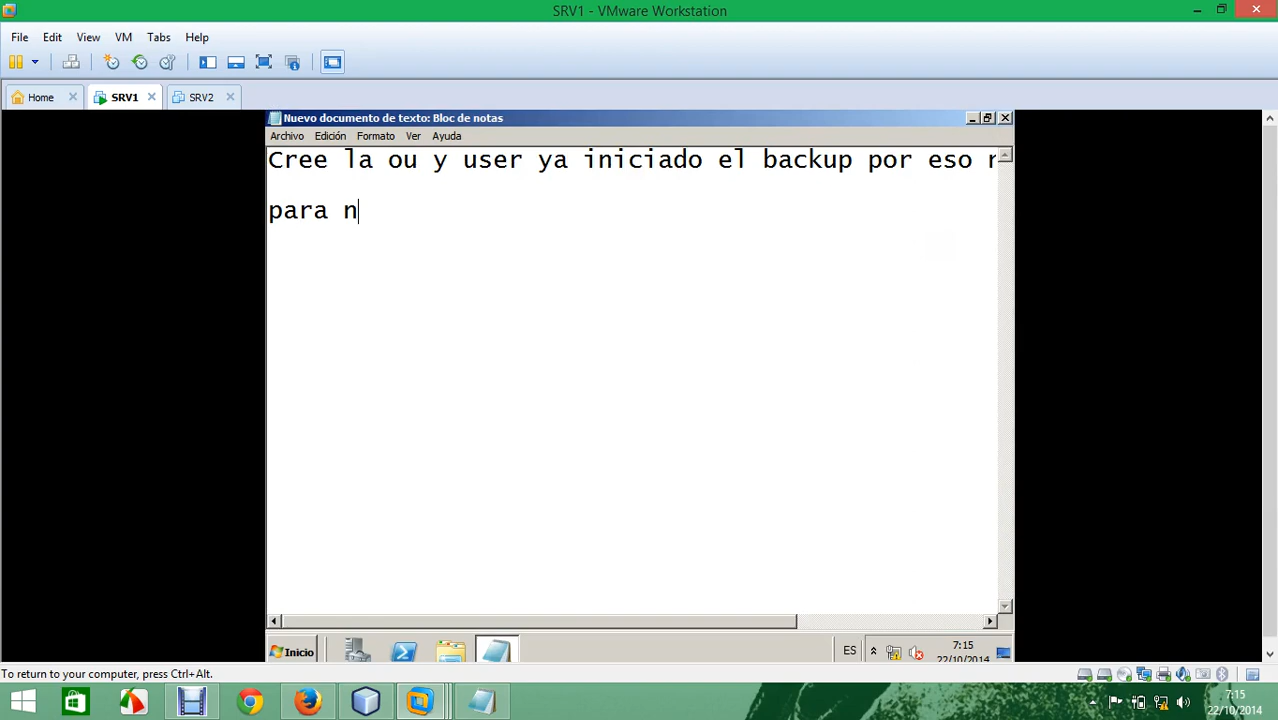 SRV1 - VMware Workstation
File Edit View VM Tabs Help
Home SRV1 SRV2
Nuevo documento de texto: Bloc de notas
Archivo Edición Formato Ver Ayuda
Cree la ou y user ya iniciado el backup por eso
para n
Inicio ES 7:15
22/10/2014
To return to your computer, press Ctrl+Alt.
7:15
22/10/2014